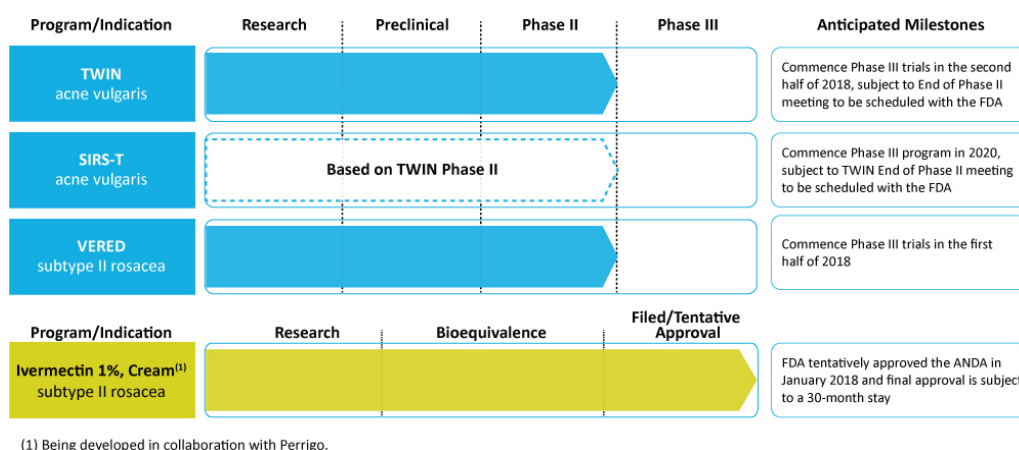 Program/Indication Research Preclinical Phase II Phase III Anticipated Milestones
TWIN
acne vulgaris
Commence Phase III trials in the second
half of 2018, subject to End of Phase II
meeting to be scheduled with the FDA
SIRS-T
acne vulgaris
Based on TWIN Phase II
Commence Phase III program in 2020,
subject to TWIN End of Phase II meeting
to be scheduled with the FDA
VERED
subtype II rosacea
Commence Phase III trials in the first
half of 2018
Program/Indication Research Bioequivalence Filed/Tentative
Approval
Ivermectin 1%, Cream(1)
subtype II rosacea
FDA tentatively approved the ANDA in
January 2018 and final approval is subject
to a 30-month stay
(1) Being developed in collaboration with Perrigo.